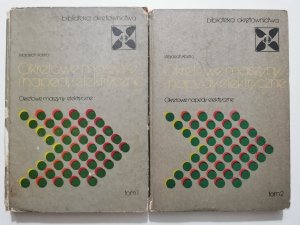 biblioteka okrętownictwa
Okrętowe maszyny
i napędy elektryczne
Okrętowe maszyny elektryczne
tom 1
biblioteka okrętownictwa
Okrętowe maszyny
i napędy elektryczne
Okrętowe napędy elektryczne
tom 2